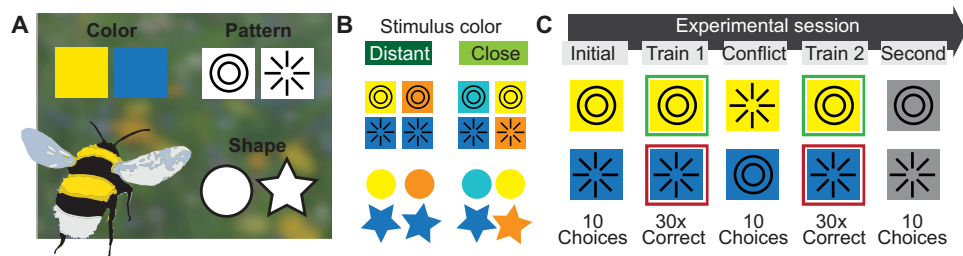 A
Color
Pattern
Shape
B
Stimulus color
Distant
Close
C
Experimental session
Initial
Train 1
Conflict
Train 2
Second
10
Choices
30x
Correct
10
Choices
30x
Correct
10
Choices